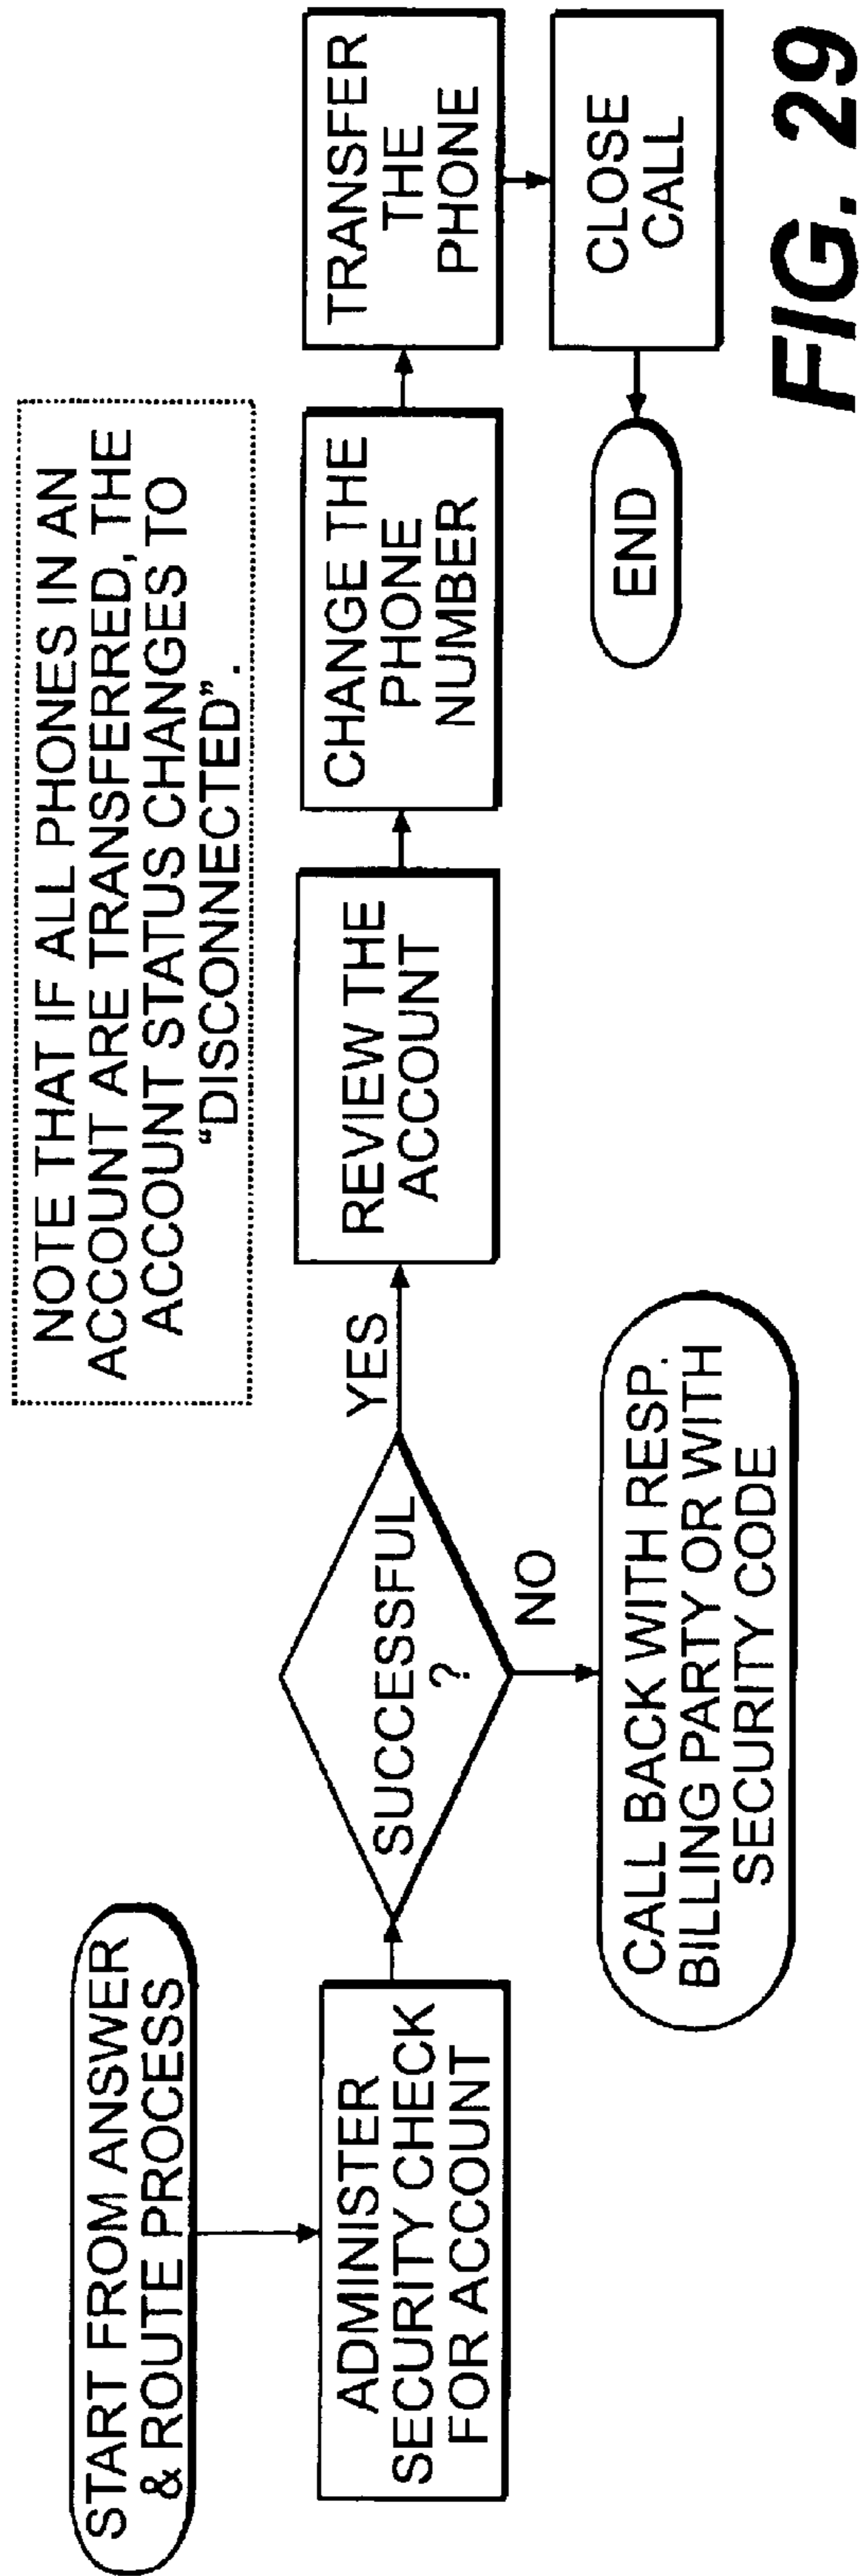 START FROM ANSWER
& ROUTE PROCESS
ADMINISTER
SECURITY CHECK
FOR ACCOUNT
SUCCESSFUL
?
YES
NO
CALL BACK WITH RESP.
BILLING PARTY OR WITH
SECURITY CODE
NOTE THAT IF ALL PHONES IN AN
ACCOUNT ARE TRANSFERRED, THE
ACCOUNT STATUS CHANGES TO
“DISCONNECTED”.
REVIEW THE
ACCOUNT
CHANGE THE
PHONE
NUMBER
TRANSFER
THE
PHONE
CLOSE
CALL
END
FIG. 29